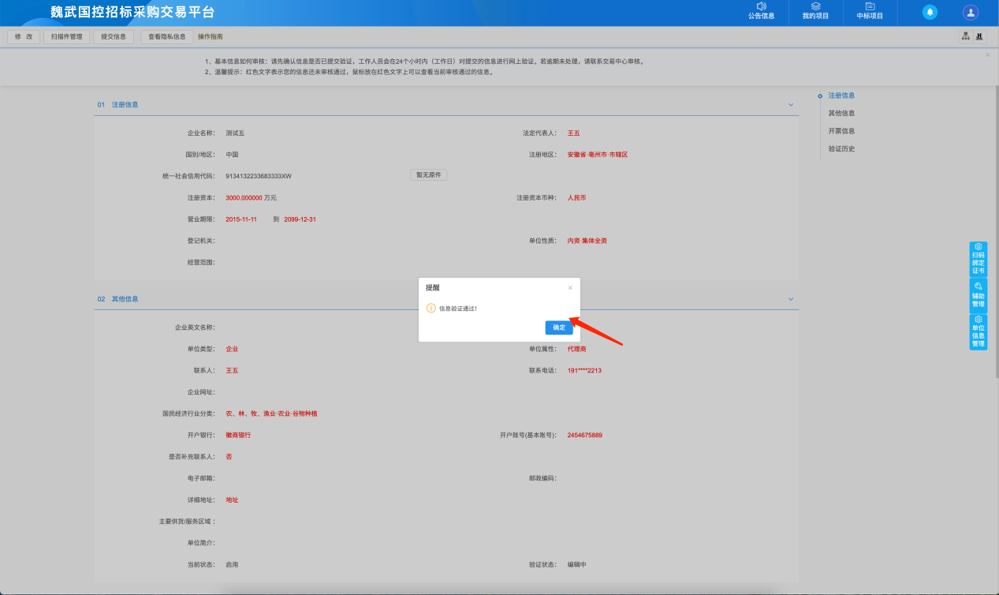 魏武国控招标采购交易平台
公告信息 我的项目 中标项目
修 改 扫描件管理 提交信息 查看隐私信息 操作指南
1、基本信息如何审核：请先确认信息是否已提交验证，工作人员会在24个小时内（工作日）对提交的信息进行网上验证。若逾期未处理，请联系交易中心审核。
2、温馨提示：红色文字表示您的信息还未审核通过，鼠标放在红色文字上可以查看当前审核通过的信息。
01 注册信息
企业名称： 测试五 法定代表人： 王五
国别/地区： 中国 注册地区： 安徽省·亳州市·市辖区
统一社会信用代码： 9134132233683333XW 暂无原件
注册资本： 3000.000000 万元 注册资本币种： 人民币
营业期限： 2015-11-11 到 2099-12-31
登记机关： 单位性质： 内资·集体全资
经营范围：
02 其他信息
企业英文名称：
单位类型： 企业 单位属性： 代理商
联系人： 王五 联系电话： 191****2213
企业网址：
国民经济行业分类： 农、林、牧、渔业·农业·谷物种植
开户银行： 徽商银行 开户账号(基本账号)： 2454675889
是否补充联系人： 否
电子邮箱： 邮政编码：
详细地址： 地址
主要供货/服务区域：
单位简介：
当前状态： 启用 验证状态： 编辑中
提醒
信息验证通过！
确定
注册信息
其他信息
开票信息
验证历史
扫码
绑定
证书
辅助
管理
单位
信息
管理